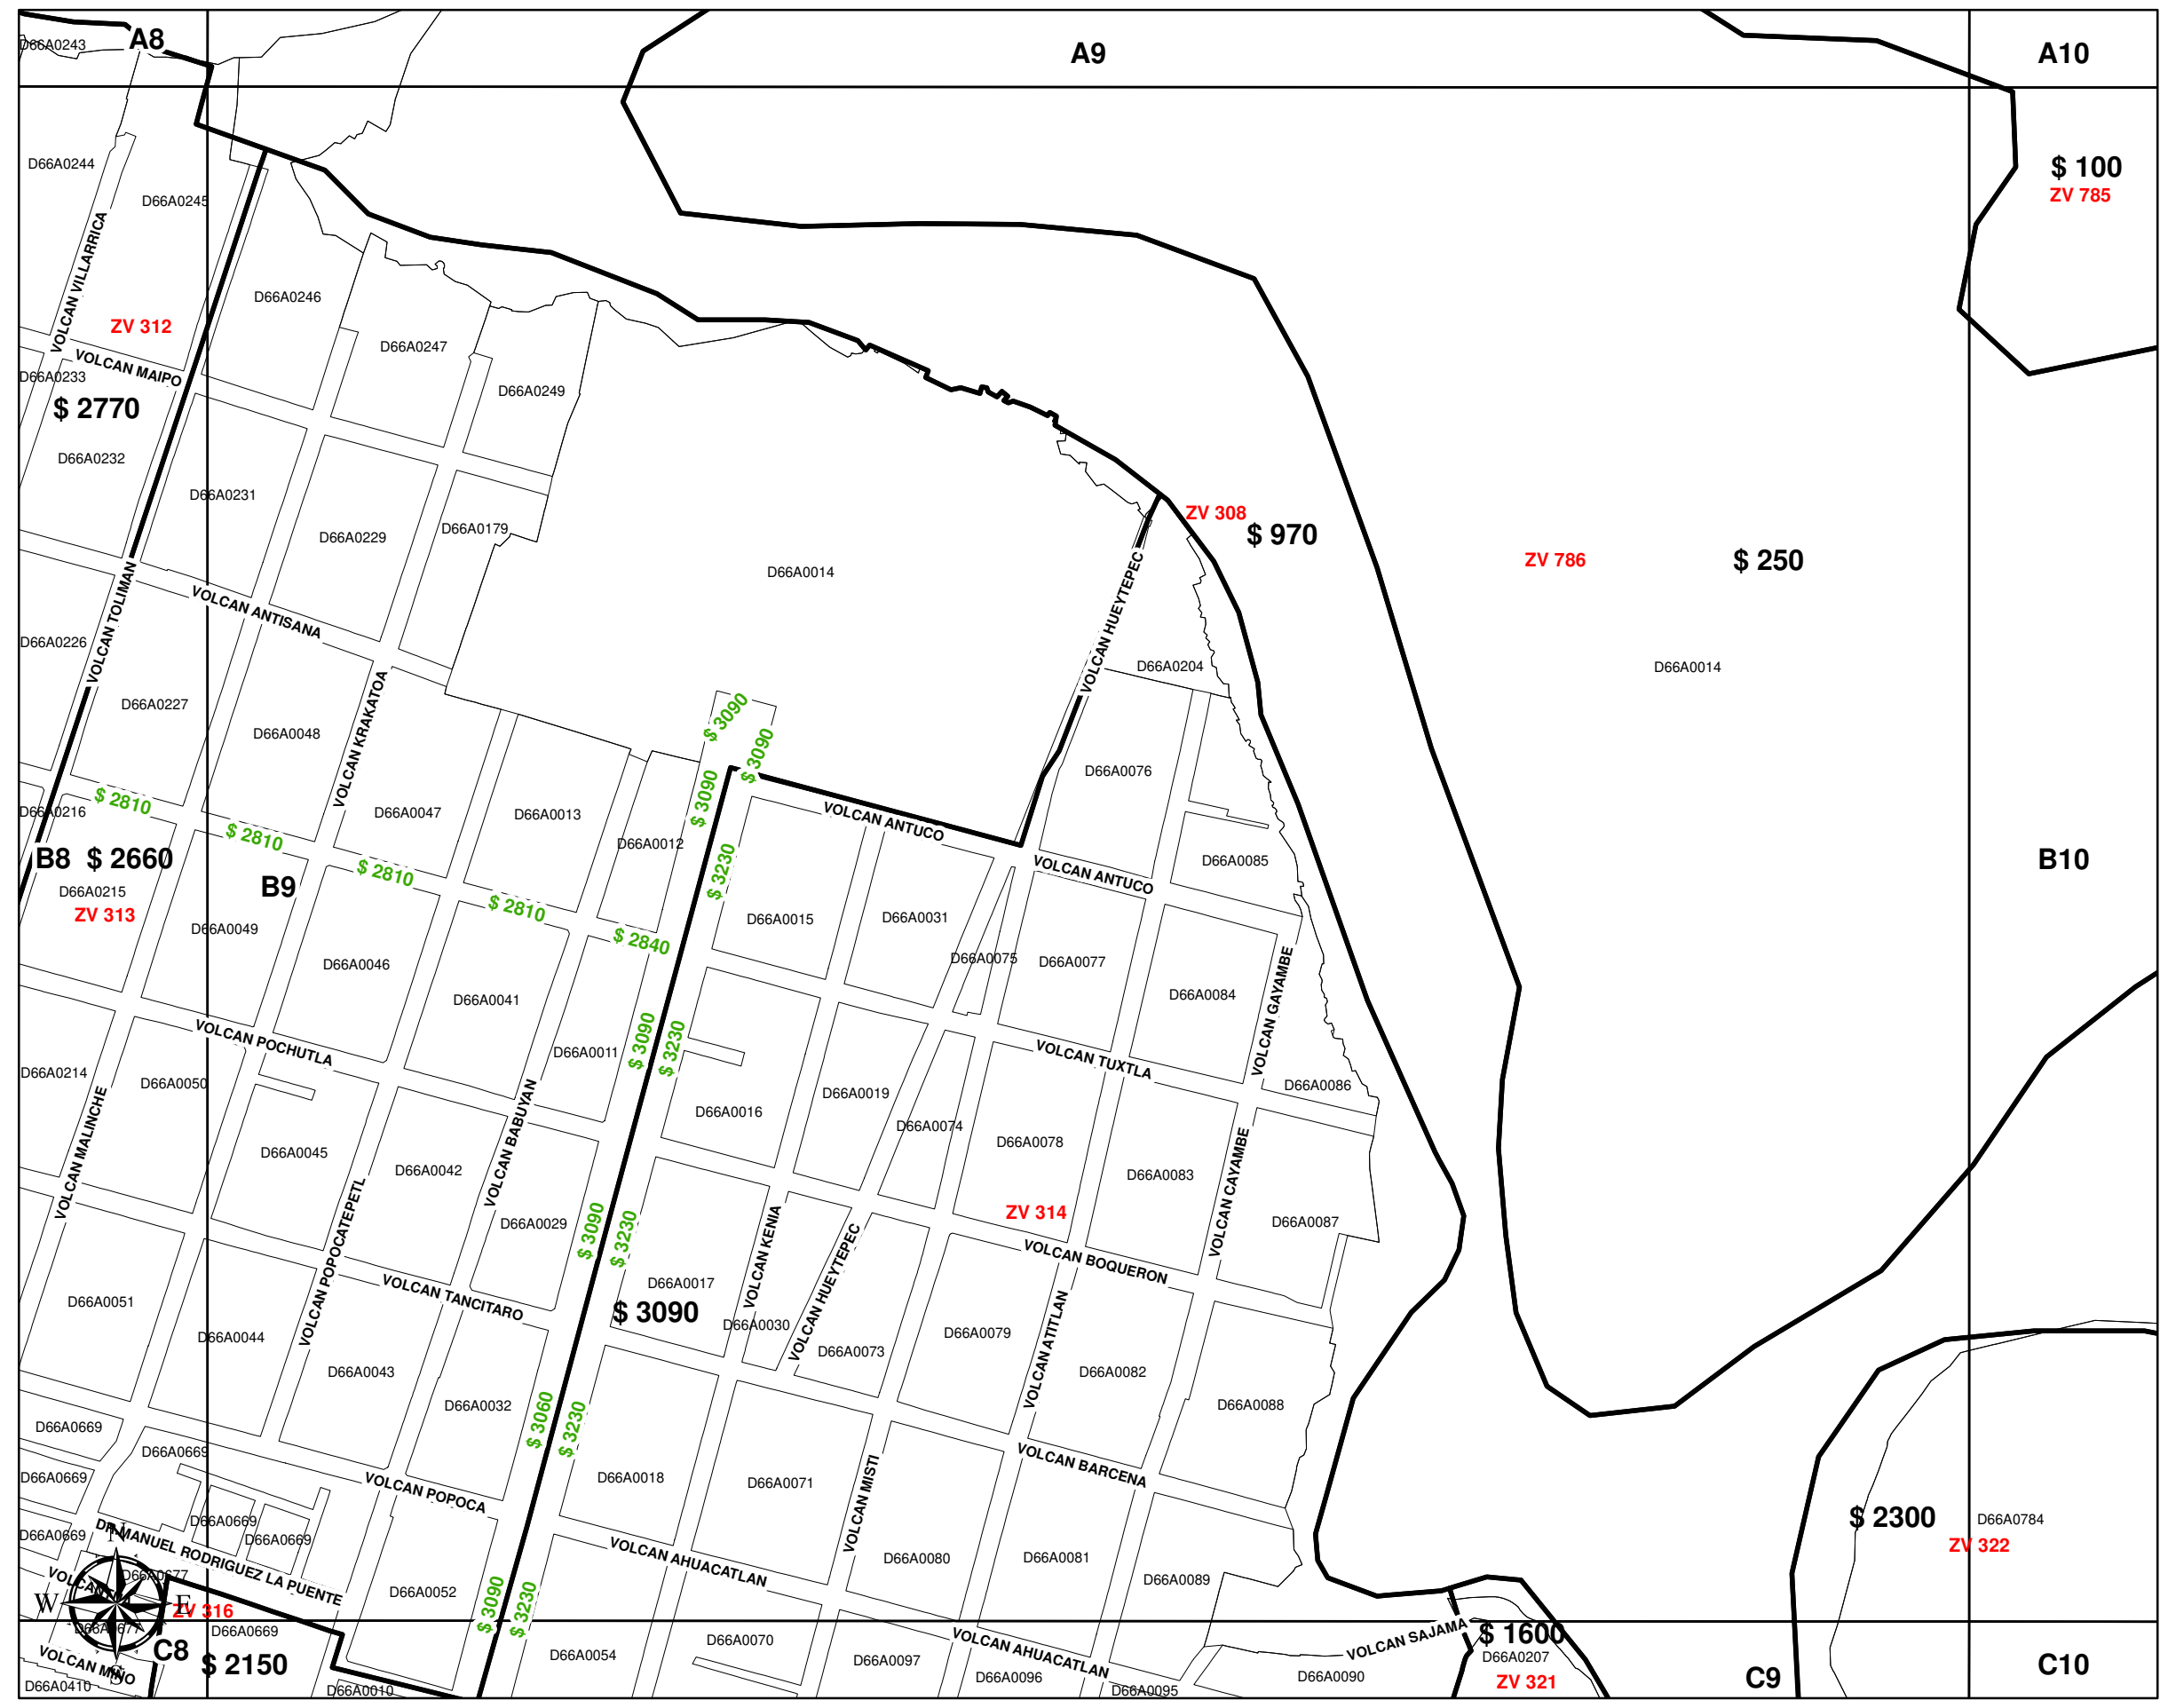 D66A0243
A8
A9
A10
D66A0244
D66A0245
$ 100
ZV 785
VOLCAN VILLARRICA
ZV 312
D66A0246
D66A0247
D66A0249
VOLCAN MAIPO
D66A0233
$ 2770
D66A0232
D66A0231
D66A0229
D66A0179
D66A0014
ZV 308
$ 970
ZV 786
$ 250
D66A0014
VOLCAN TOLIMAN
VOLCAN ANTISANA
VOLCAN HUEYTEPEC
D66A0226
D66A0227
D66A0048
VOLCAN KRAKATOA
D66A0204
$ 3090
$ 3090
$ 3090
D66A0076
D66A0216
$ 2810
$ 2810
D66A0047
D66A0013
D66A0012
VOLCAN ANTUCO
VOLCAN ANTUCO
D66A0085
B8
$ 2660
B9
B10
D66A0215
ZV 313
$ 2810
$ 2810
$ 2840
$ 3230
D66A0049
D66A0046
D66A0041
D66A0015
D66A0031
D66A0075
D66A0077
D66A0084
VOLCAN GAYAMBE
VOLCAN POCHUTLA
D66A0011
$ 3090
$ 3230
VOLCAN TUXTLA
D66A0086
D66A0214
D66A0050
VOLCAN MALINCHE
D66A0045
D66A0042
VOLCAN BABUYAN
D66A0016
D66A0019
D66A0074
D66A0078
D66A0083
VOLCAN CAYAMBE
ZV 314
D66A0087
VOLCAN POPOCATEPETL
D66A0029
$ 3090
$ 3230
VOLCAN KENIA
VOLCAN HUEYTEPEC
VOLCAN BOQUERON
D66A0051
D66A0044
VOLCAN TANCITARO
D66A0017
$ 3090
D66A0030
D66A0073
D66A0079
VOLCAN ATITLAN
D66A0043
D66A0032
D66A0082
D66A0088
$ 3060
$ 3230
D66A0669
D66A0669
D66A0669
VOLCAN POPOCA
D66A0018
D66A0071
VOLCAN MISTI
VOLCAN BARCENA
D66A0669
D66A0669
D66A0669
DR.MANUEL RODRIGUEZ LA PUENTE
VOLCAN AHUACATLAN
D66A0080
D66A0081
D66A0089
$ 2300
D66A0784
ZV 322
N
D66A0677
D66A0052
$ 3090
$ 3230
W
E
ZV 316
D66A0677
D66A0669
S
C8
$ 2150
VOLCAN MIÑO
D66A0410
D66A0010
D66A0054
D66A0070
D66A0097
VOLCAN AHUACATLAN
D66A0096
D66A0095
VOLCAN SAJAMA
D66A0090
$ 1600
D66A0207
ZV 321
C9
C10